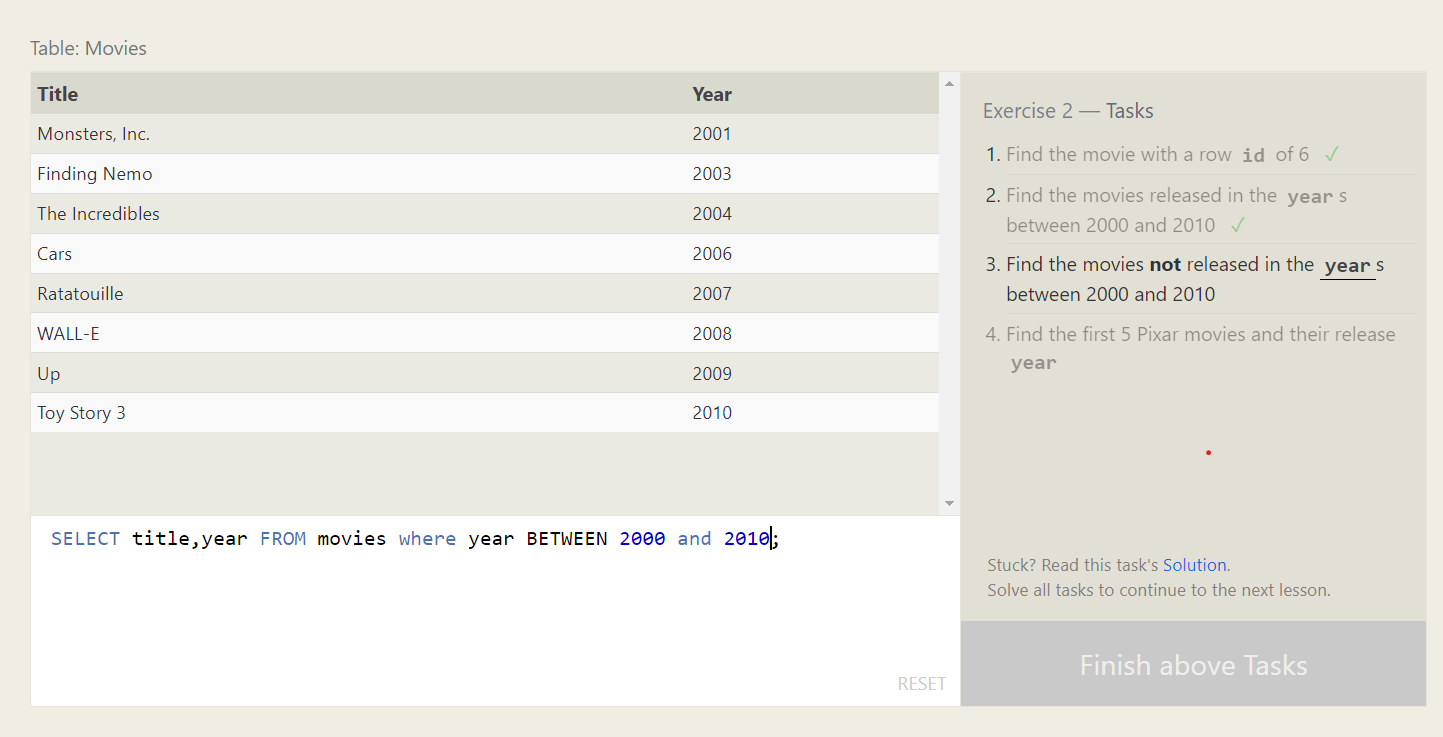 Table: Movies
Title Year
Monsters, Inc. 2001
Finding Nemo 2003
The Incredibles 2004
Cars 2006
Ratatouille 2007
WALL-E 2008
Up 2009
Toy Story 3 2010
SELECT title,year FROM movies where year BETWEEN 2000 and 2010;
RESET
Exercise 2 — Tasks
1. Find the movie with a row id of 6 ✓
2. Find the movies released in the year s
between 2000 and 2010 ✓
3. Find the movies not released in the year s
between 2000 and 2010
4. Find the first 5 Pixar movies and their release
year
Stuck? Read this task's Solution.
Solve all tasks to continue to the next lesson.
Finish above Tasks